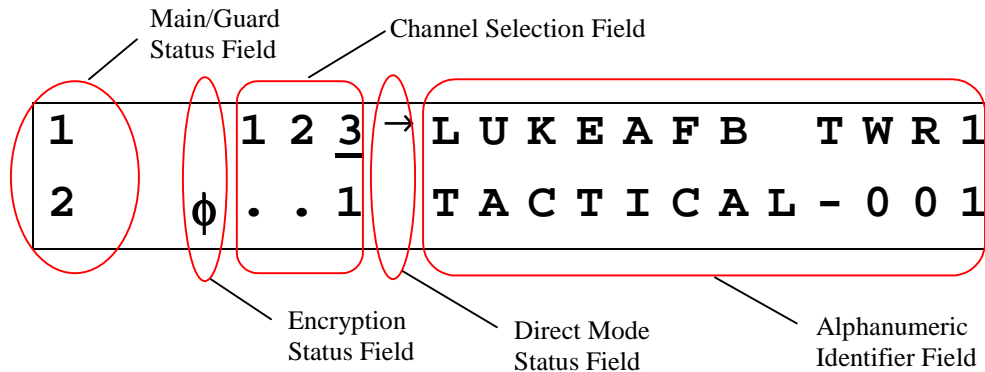 Main/Guard
Status Field
Channel Selection Field
1 1 2 3 → L U K E A F B T W R 1
2 ϕ . . 1 T A C T I C A L - 0 0 1
Encryption
Status Field
Direct Mode
Status Field
Alphanumeric
Identifier Field